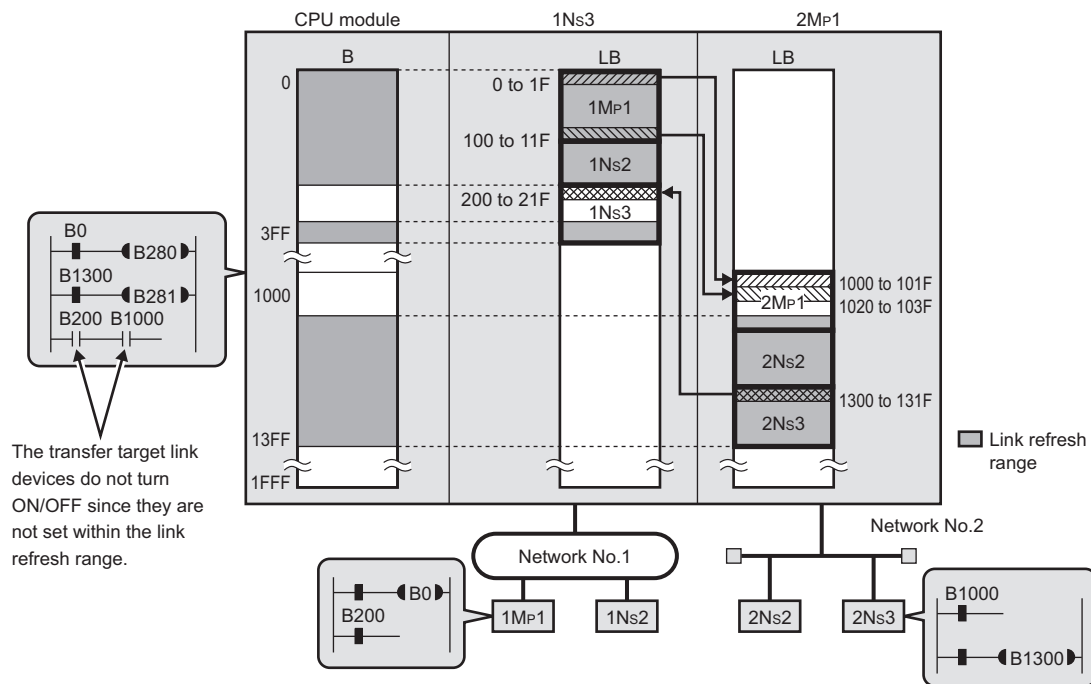 CPU module
1Ns3
2MP1
B
LB
LB
0
0 to 1F
1MP1
100 to 11F
1Ns2
200 to 21F
1Ns3
3FF
1000
1000 to 101F
2MP1
1020 to 103F
2Ns2
1300 to 131F
2Ns3
13FF
1FFF
B0
B280
B1300
B281
B200 B1000
The transfer target link
devices do not turn
ON/OFF since they are
not set within the link
refresh range.
Link refresh
range
Network No.2
Network No.1
B0
B200
1MP1
1Ns2
2Ns2
2Ns3
B1000
B1300